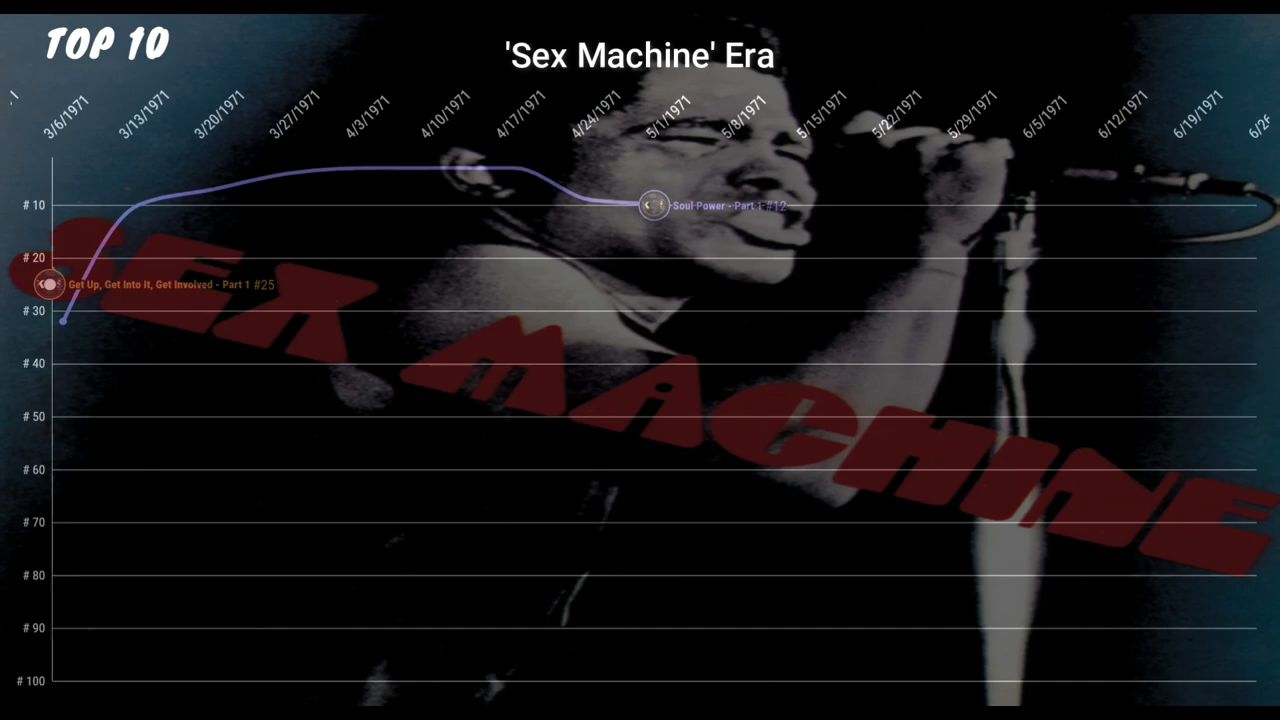 TOP 10
'Sex Machine' Era
3/6/1971 3/13/1971 3/20/1971 3/27/1971 4/3/1971 4/10/1971 4/17/1971 4/24/1971 5/1/1971 5/8/1971 5/15/1971 5/22/1971 5/29/1971 6/5/1971 6/12/1971 6/19/1971
# 10
Soul Power - Part 1 #12
# 20
Get Up, Get Into It, Get Involved - Part 1 #25
# 30
# 40
# 50
# 60
# 70
# 80
# 90
# 100
SEX MACHINE